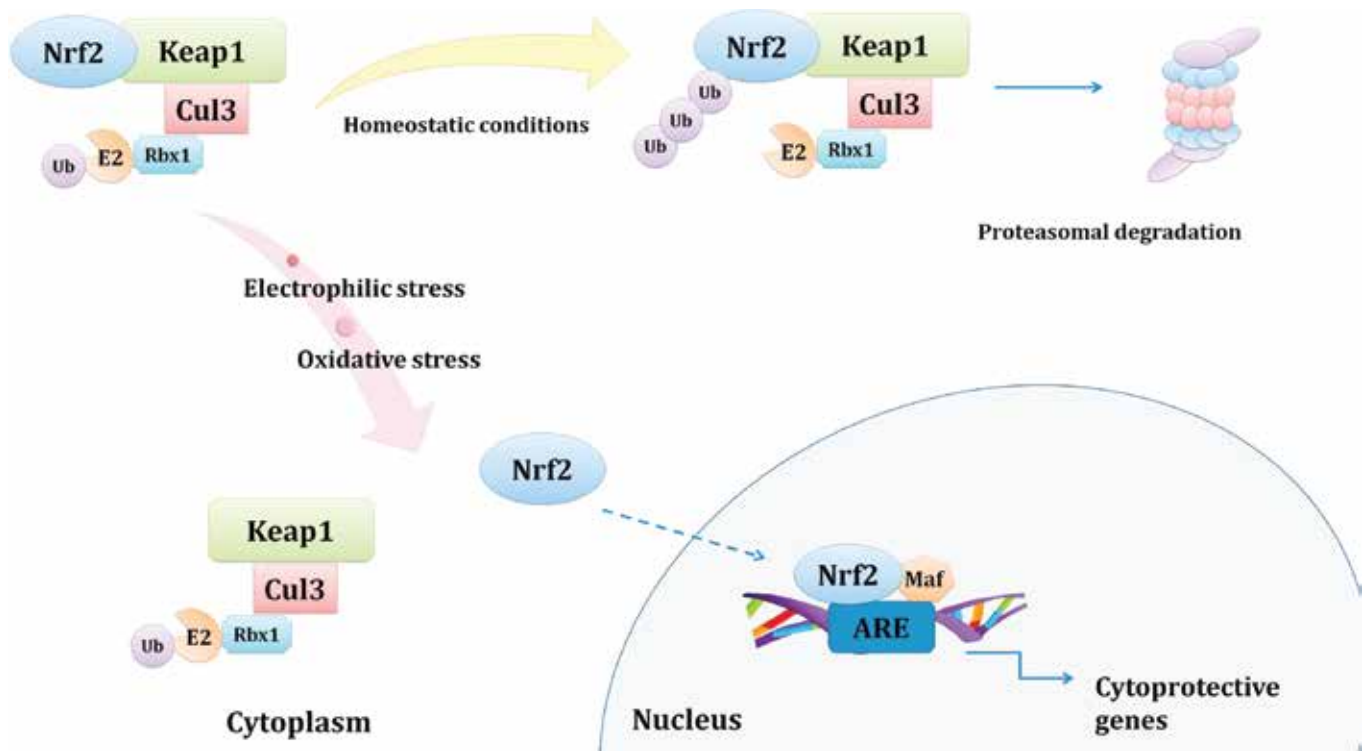 Nrf2
Keap1
Cul3
Ub
E2
Rbx1
Homeostatic conditions
Nrf2
Keap1
Ub
Ub
Ub
Cul3
E2
Rbx1
Proteasomal degradation
Electrophilic stress
Oxidative stress
Nrf2
Keap1
Cul3
Ub
E2
Rbx1
Cytoplasm
Nrf2
Maf
ARE
Cytoprotective
genes
Nucleus